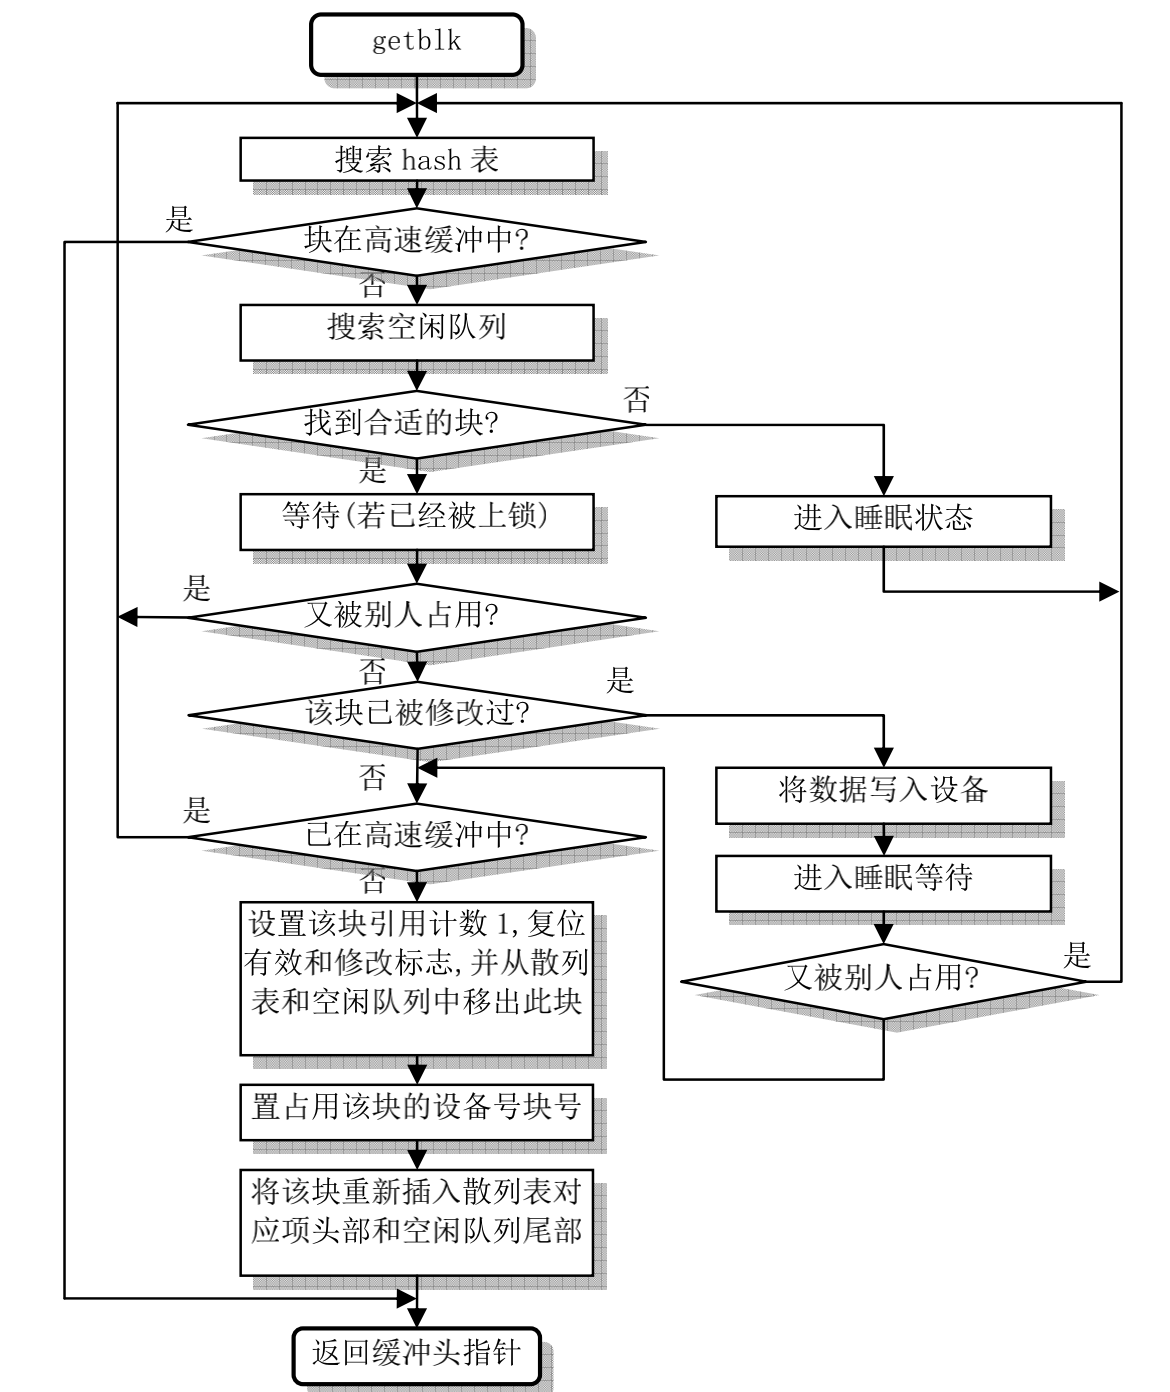 getblk
搜索 hash 表
是
块在高速缓冲中?
否
搜索空闲队列
否
找到合适的块?
是
等待(若已经被上锁)
进入睡眠状态
是
又被别人占用?
否
是
该块已被修改过?
否
将数据写入设备
是
已在高速缓冲中?
否
进入睡眠等待
设置该块引用计数 1,复位
有效和修改标志,并从散列
表和空闲队列中移出此块
是
又被别人占用?
置占用该块的设备号块号
将该块重新插入散列表对
应项头部和空闲队列尾部
返回缓冲头指针